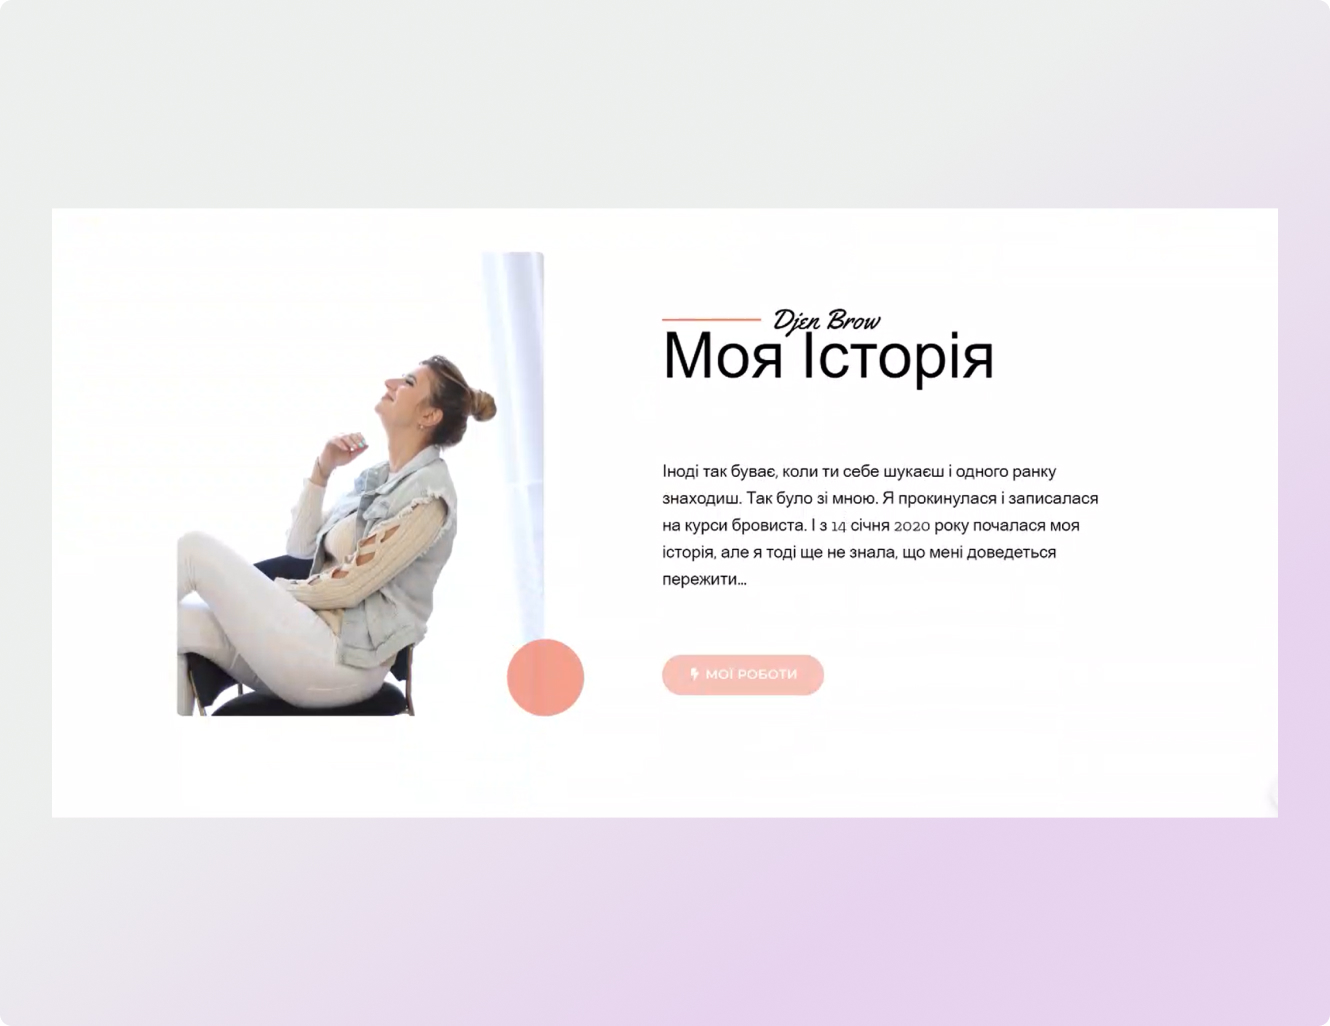 Djen Brow
Моя Історія
Іноді так буває, коли ти себе шукаєш і одного ранку
знаходиш. Так було зі мною. Я прокинулася і записалася
на курси бровиста. І з 14 січня 2020 року почалася моя
історія, але я тоді ще не знала, що мені доведеться
пережити...
МОЇ РОБОТИ